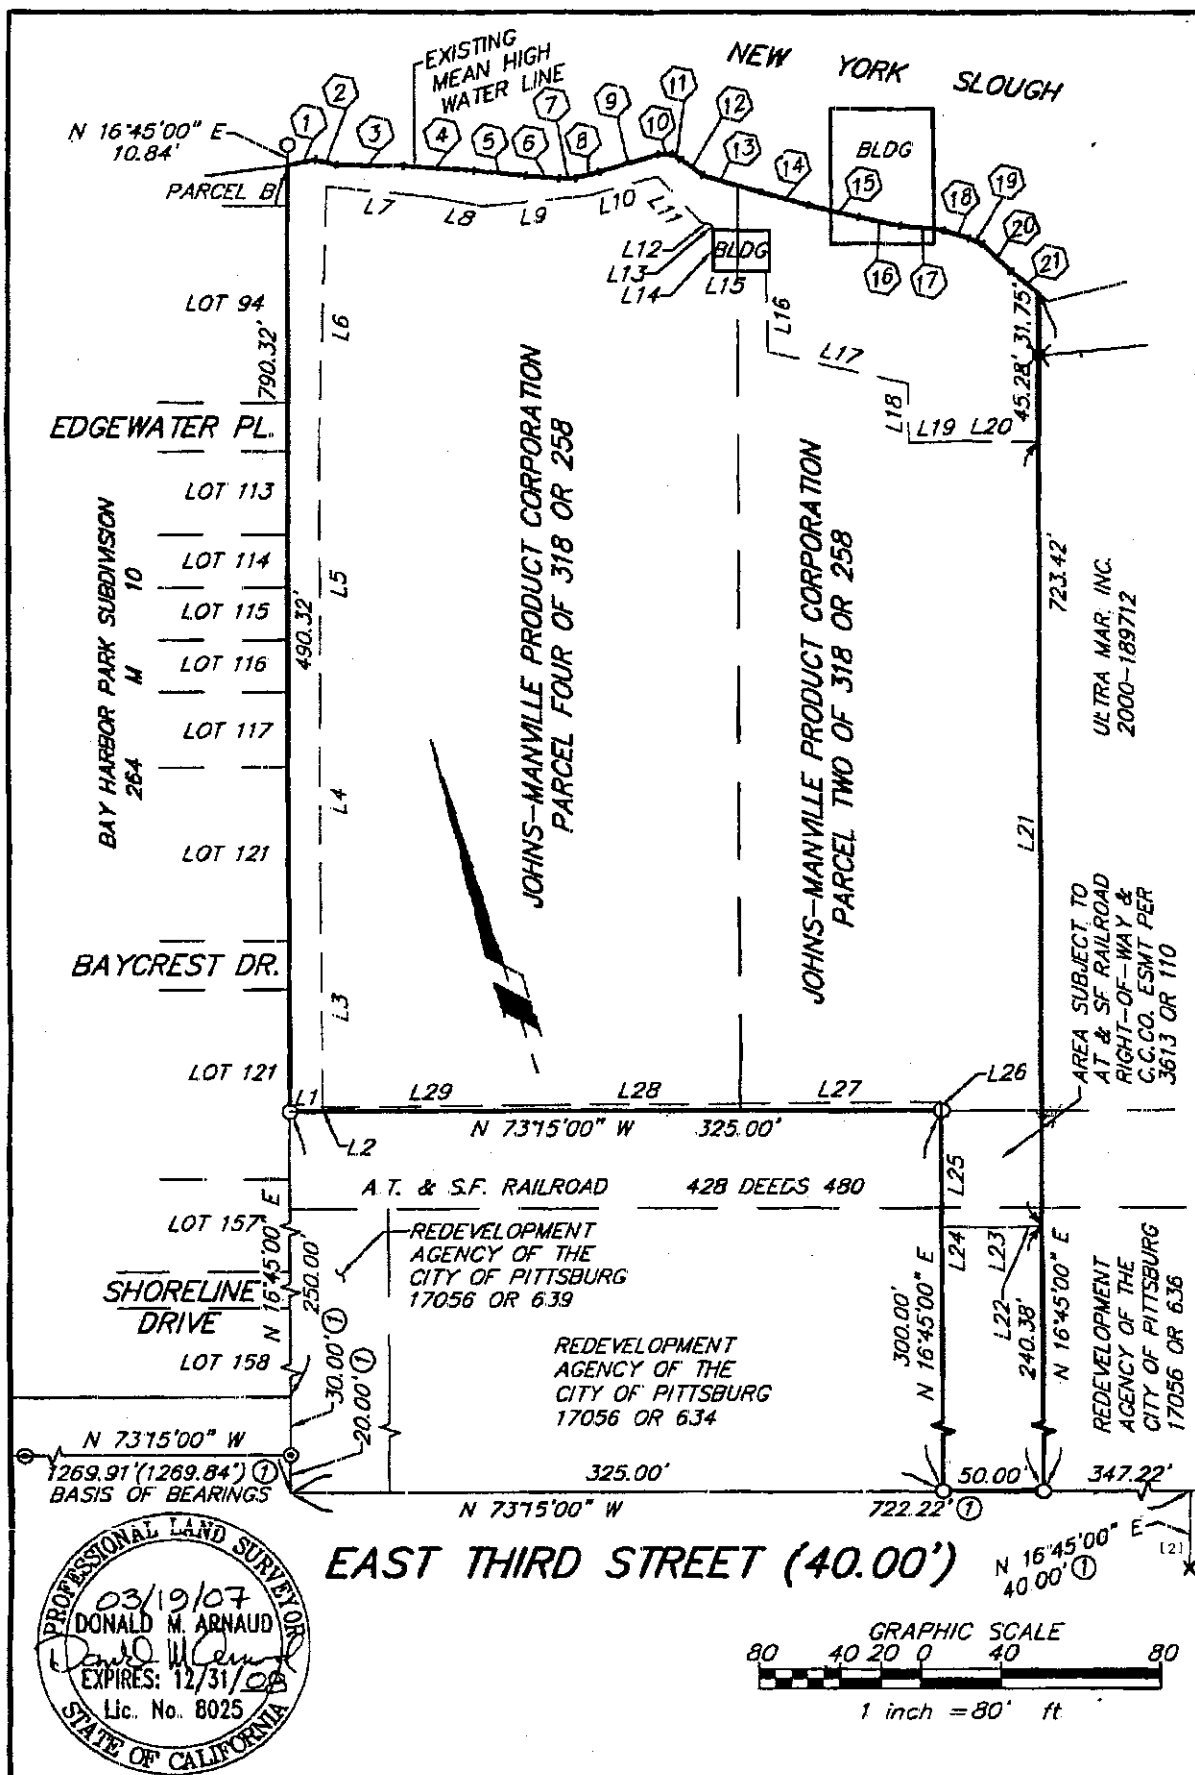 NEW YORK SLOUGH
EXISTING
MEAN HIGH
WATER LINE
N 16°45'00" E
10.84'
1
2
3
4
5
6
7
8
9
10
11
12
13
14
15
16
17
18
19
20
21
BLDG
PARCEL B
L7
L8
L9
L10
L11
L12
L13
L14
BLDG
L15
L16
L17
L18
L19
L20
L6
L5
L4
L3
31.75'
45.28'
LOT 94
790.32'
EDGEWATER PL.
LOT 113
LOT 114
LOT 115
LOT 116
LOT 117
LOT 121
BAYCREST DR.
LOT 121
BAY HARBOR PARK SUBDIVISION
264 M 10
490.32'
JOHNS-MANVILLE PRODUCT CORPORATION
PARCEL FOUR OF 318 OR 258
JOHNS-MANVILLE PRODUCT CORPORATION
PARCEL TWO OF 318 OR 258
723.42'
ULTRA MAR. INC.
2000-189712
L21
AREA SUBJECT TO
AT & SF RAILROAD
RIGHT-OF-WAY &
C.C.CO. ESMT PER
3613 OR 110
L1
L29
L28
L27
L26
L2
N 73°15'00" W 325.00'
L25
A.T. & S.F. RAILROAD 428 DEEDS 480
LOT 157
SHORELINE
DRIVE
LOT 158
N 16°45'00" E
250.00'
REDEVELOPMENT
AGENCY OF THE
CITY OF PITTSBURG
17056 OR 639
30.00' ①
20.00' ①
REDEVELOPMENT
AGENCY OF THE
CITY OF PITTSBURG
17056 OR 634
300.00'
N 16°45'00" E
L24
L23
L22
240.38'
N 16°45'00" E
REDEVELOPMENT
AGENCY OF THE
CITY OF PITTSBURG
17056 OR 636
N 73°15'00" W
1269.91'(1269.84') ①
BASIS OF BEARINGS
325.00'
50.00'
347.22'
N 73°15'00" W
722.22' ①
EAST THIRD STREET (40.00')
N 16°45'00" E
40.00' ①
[2]
PROFESSIONAL LAND SURVEYOR
03/19/07
DONALD M. ARNAUD
EXPIRES: 12/31/08
Lic. No. 8025
STATE OF CALIFORNIA
GRAPHIC SCALE
80 40 20 0 40 80
1 inch = 80' ft